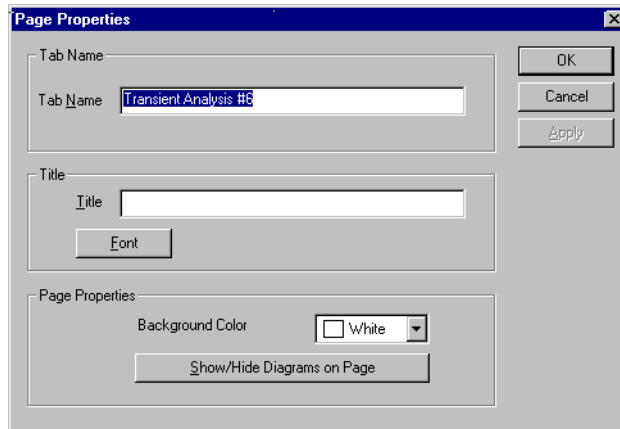 Page Properties
Tab Name
OK
Tab Name Transient Analysis #6
Cancel
Apply
Title
Title
Font
Page Properties
Background Color White
Show/Hide Diagrams on Page